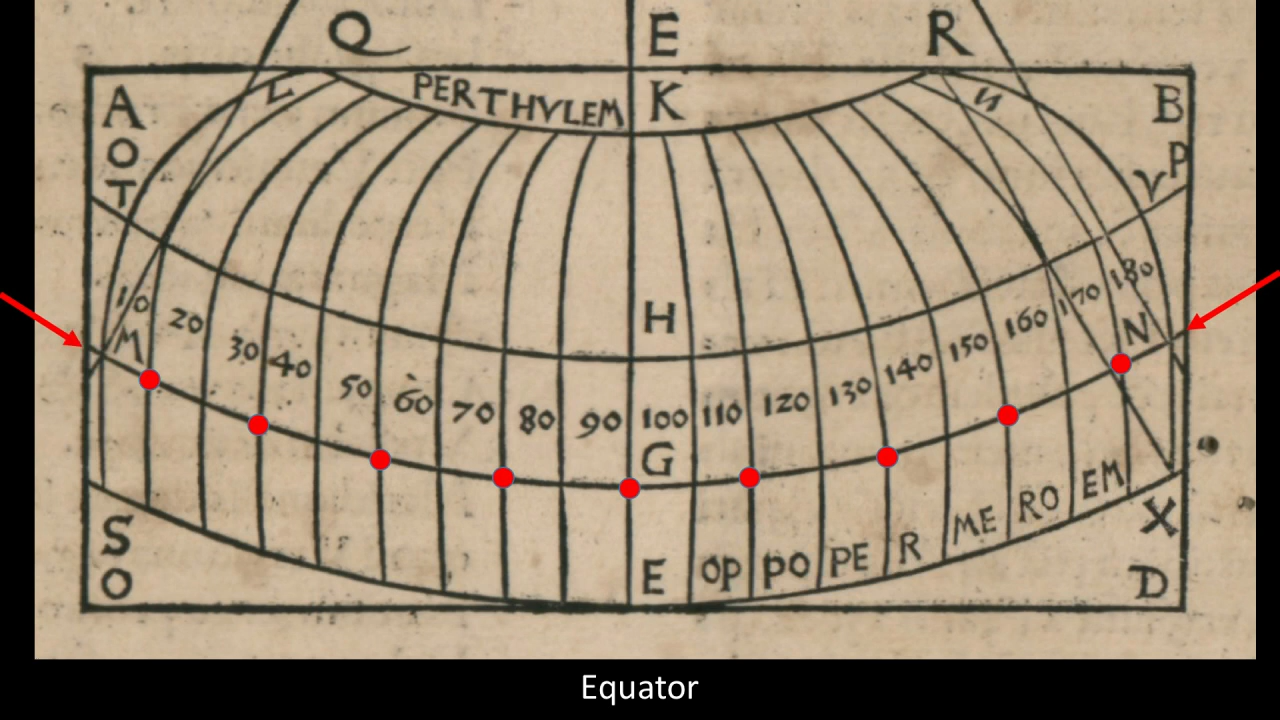 Q E R
PERTHVLEM
A K B
O P
T V
L N
H
10 20 30 40 50 60 70 80 90 100 110 120 130 140 150 160 170 180
M G N
S E OP PO PE R ME RO EM X
O D
Equator